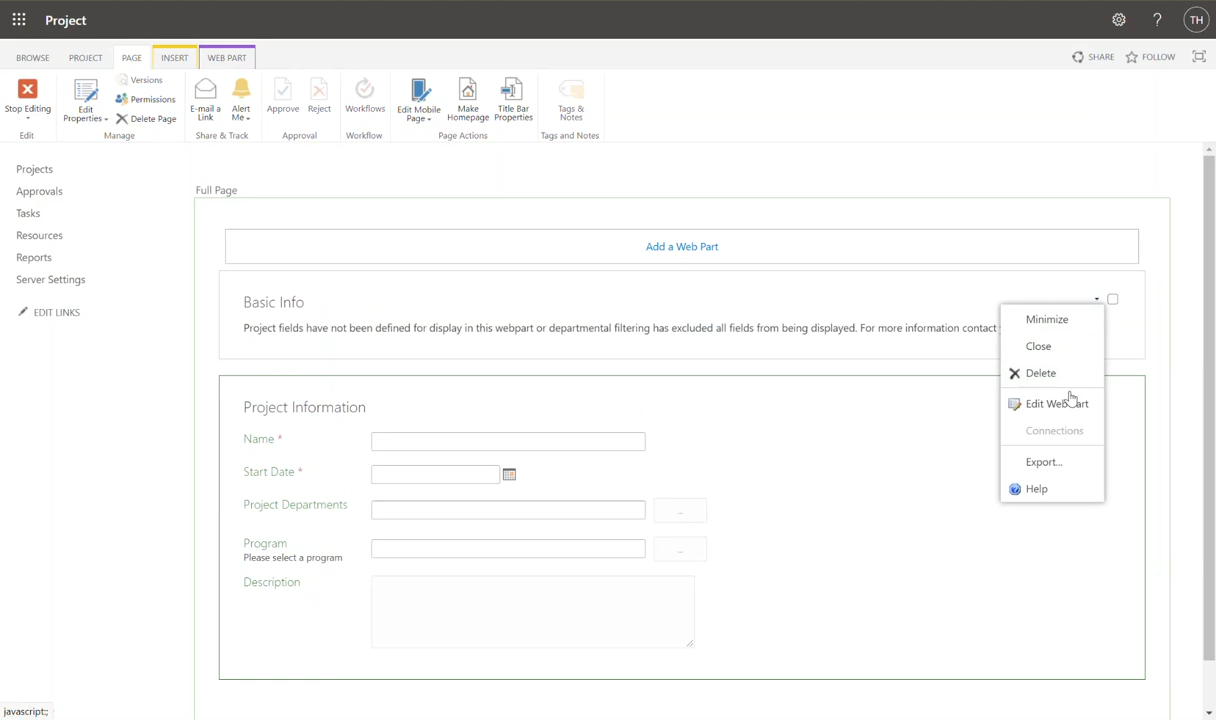 Project
TH
BROWSE
PROJECT
PAGE
INSERT
WEB PART
SHARE
FOLLOW
Stop Editing
Edit
Edit Properties
Versions
Permissions
Delete Page
Manage
E-mail a Link
Alert Me
Share & Track
Approve
Reject
Approval
Workflows
Workflow
Edit Mobile Page
Make Homepage
Title Bar Properties
Page Actions
Tags & Notes
Tags and Notes
Projects
Approvals
Tasks
Resources
Reports
Server Settings
EDIT LINKS
Full Page
Add a Web Part
Basic Info
Project fields have not been defined for display in this webpart or departmental filtering has excluded all fields from being displayed. For more information contact
Minimize
Close
Delete
Edit Web Part
Connections
Export...
Help
Project Information
Name *
Start Date *
Project Departments
...
Program
Please select a program
...
Description
javascript:;